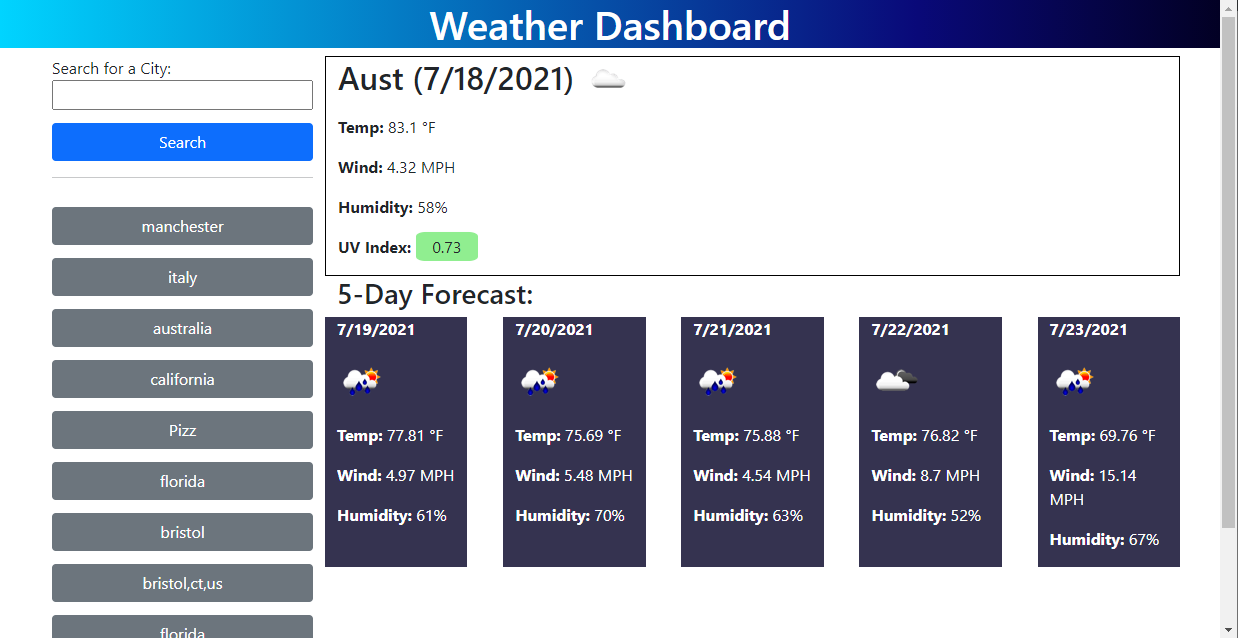 Weather Dashboard
Search for a City:
Search
manchester
italy
australia
california
Pizz
florida
bristol
bristol,ct,us
florida
Aust (7/18/2021)
Temp: 83.1 °F
Wind: 4.32 MPH
Humidity: 58%
UV Index: 0.73
5-Day Forecast:
7/19/2021
Temp: 77.81 °F
Wind: 4.97 MPH
Humidity: 61%
7/20/2021
Temp: 75.69 °F
Wind: 5.48 MPH
Humidity: 70%
7/21/2021
Temp: 75.88 °F
Wind: 4.54 MPH
Humidity: 63%
7/22/2021
Temp: 76.82 °F
Wind: 8.7 MPH
Humidity: 52%
7/23/2021
Temp: 69.76 °F
Wind: 15.14
MPH
Humidity: 67%